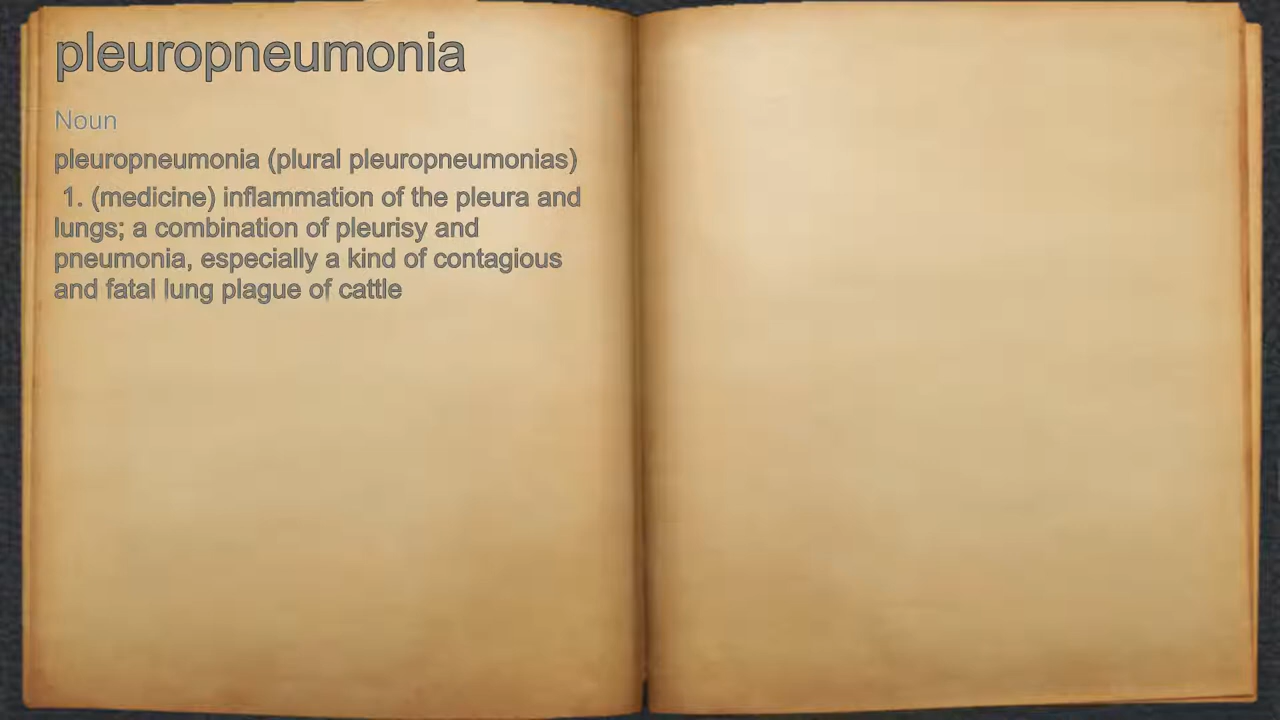 pleuropneumonia
Noun
pleuropneumonia (plural pleuropneumonias)
1. (medicine) inflammation of the pleura and
lungs; a combination of pleurisy and
pneumonia, especially a kind of contagious
and fatal lung plague of cattle